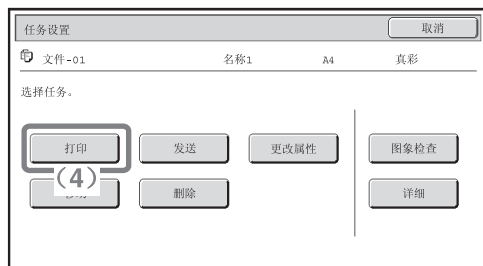 任务设置 取消
文件-01 名称1 A4 真彩
选择任务。
打印 发送 更改属性 图象检查
(4) 删除 详细